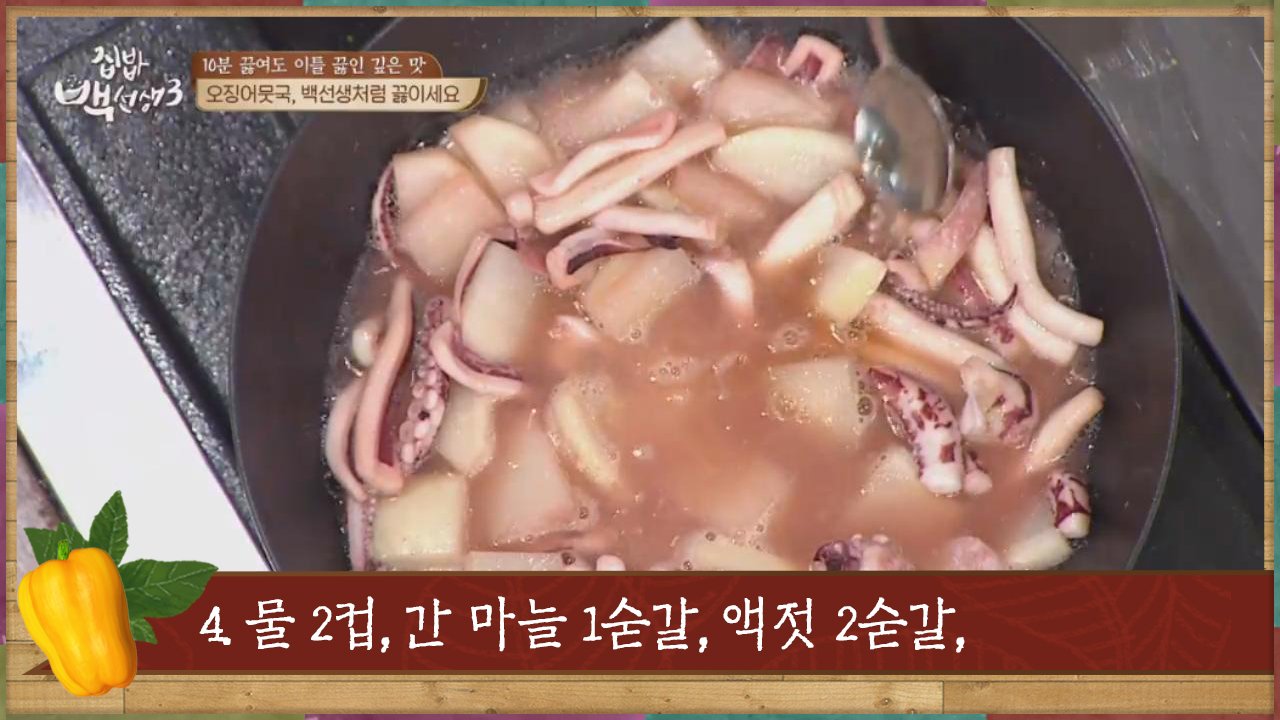 집밥
백선생3
10분 끓여도 이틀 끓인 깊은 맛
오징어뭇국, 백선생처럼 끓이세요
4. 물 2컵, 간 마늘 1숟갈, 액젓 2숟갈,